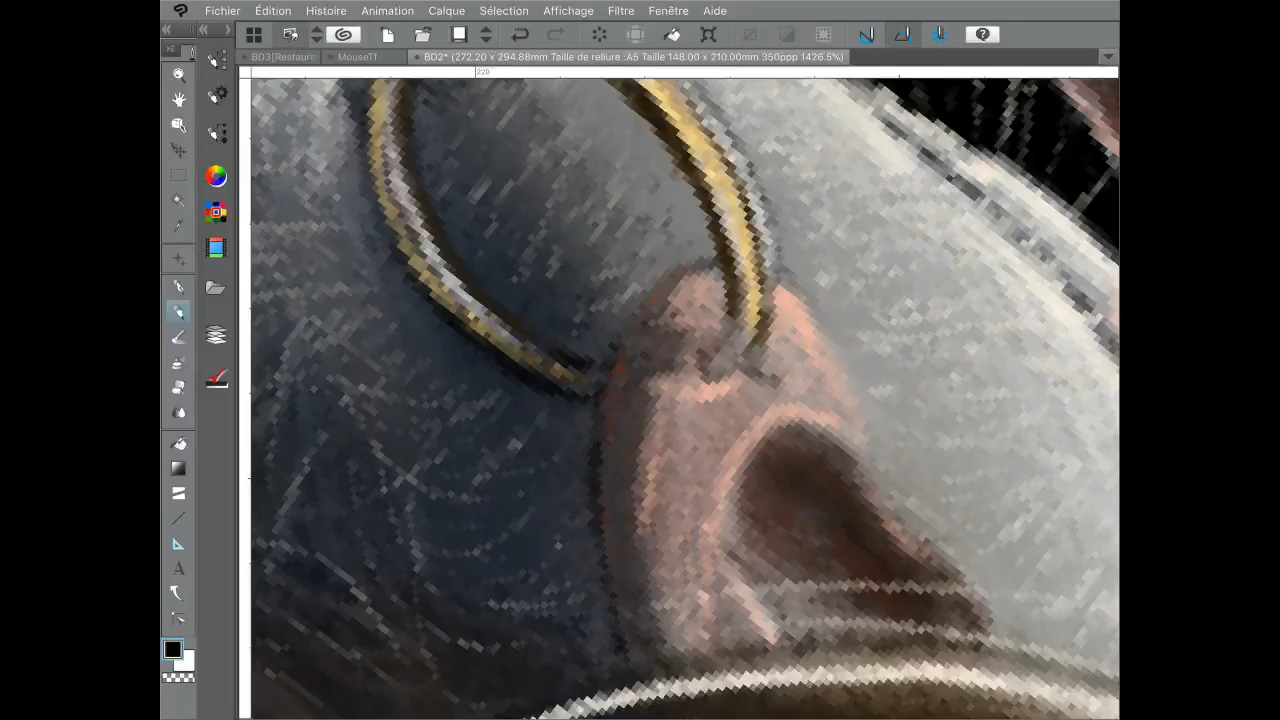 Fichier Édition Histoire Animation Calque Sélection Affichage Filtre Fenêtre Aide
BD3[Restaure MouseTf BD2* (272.20 x 294.88mm Taille de reliure :A5 Taille 148.00 x 210.00mm 350ppp 1426.5%)
220